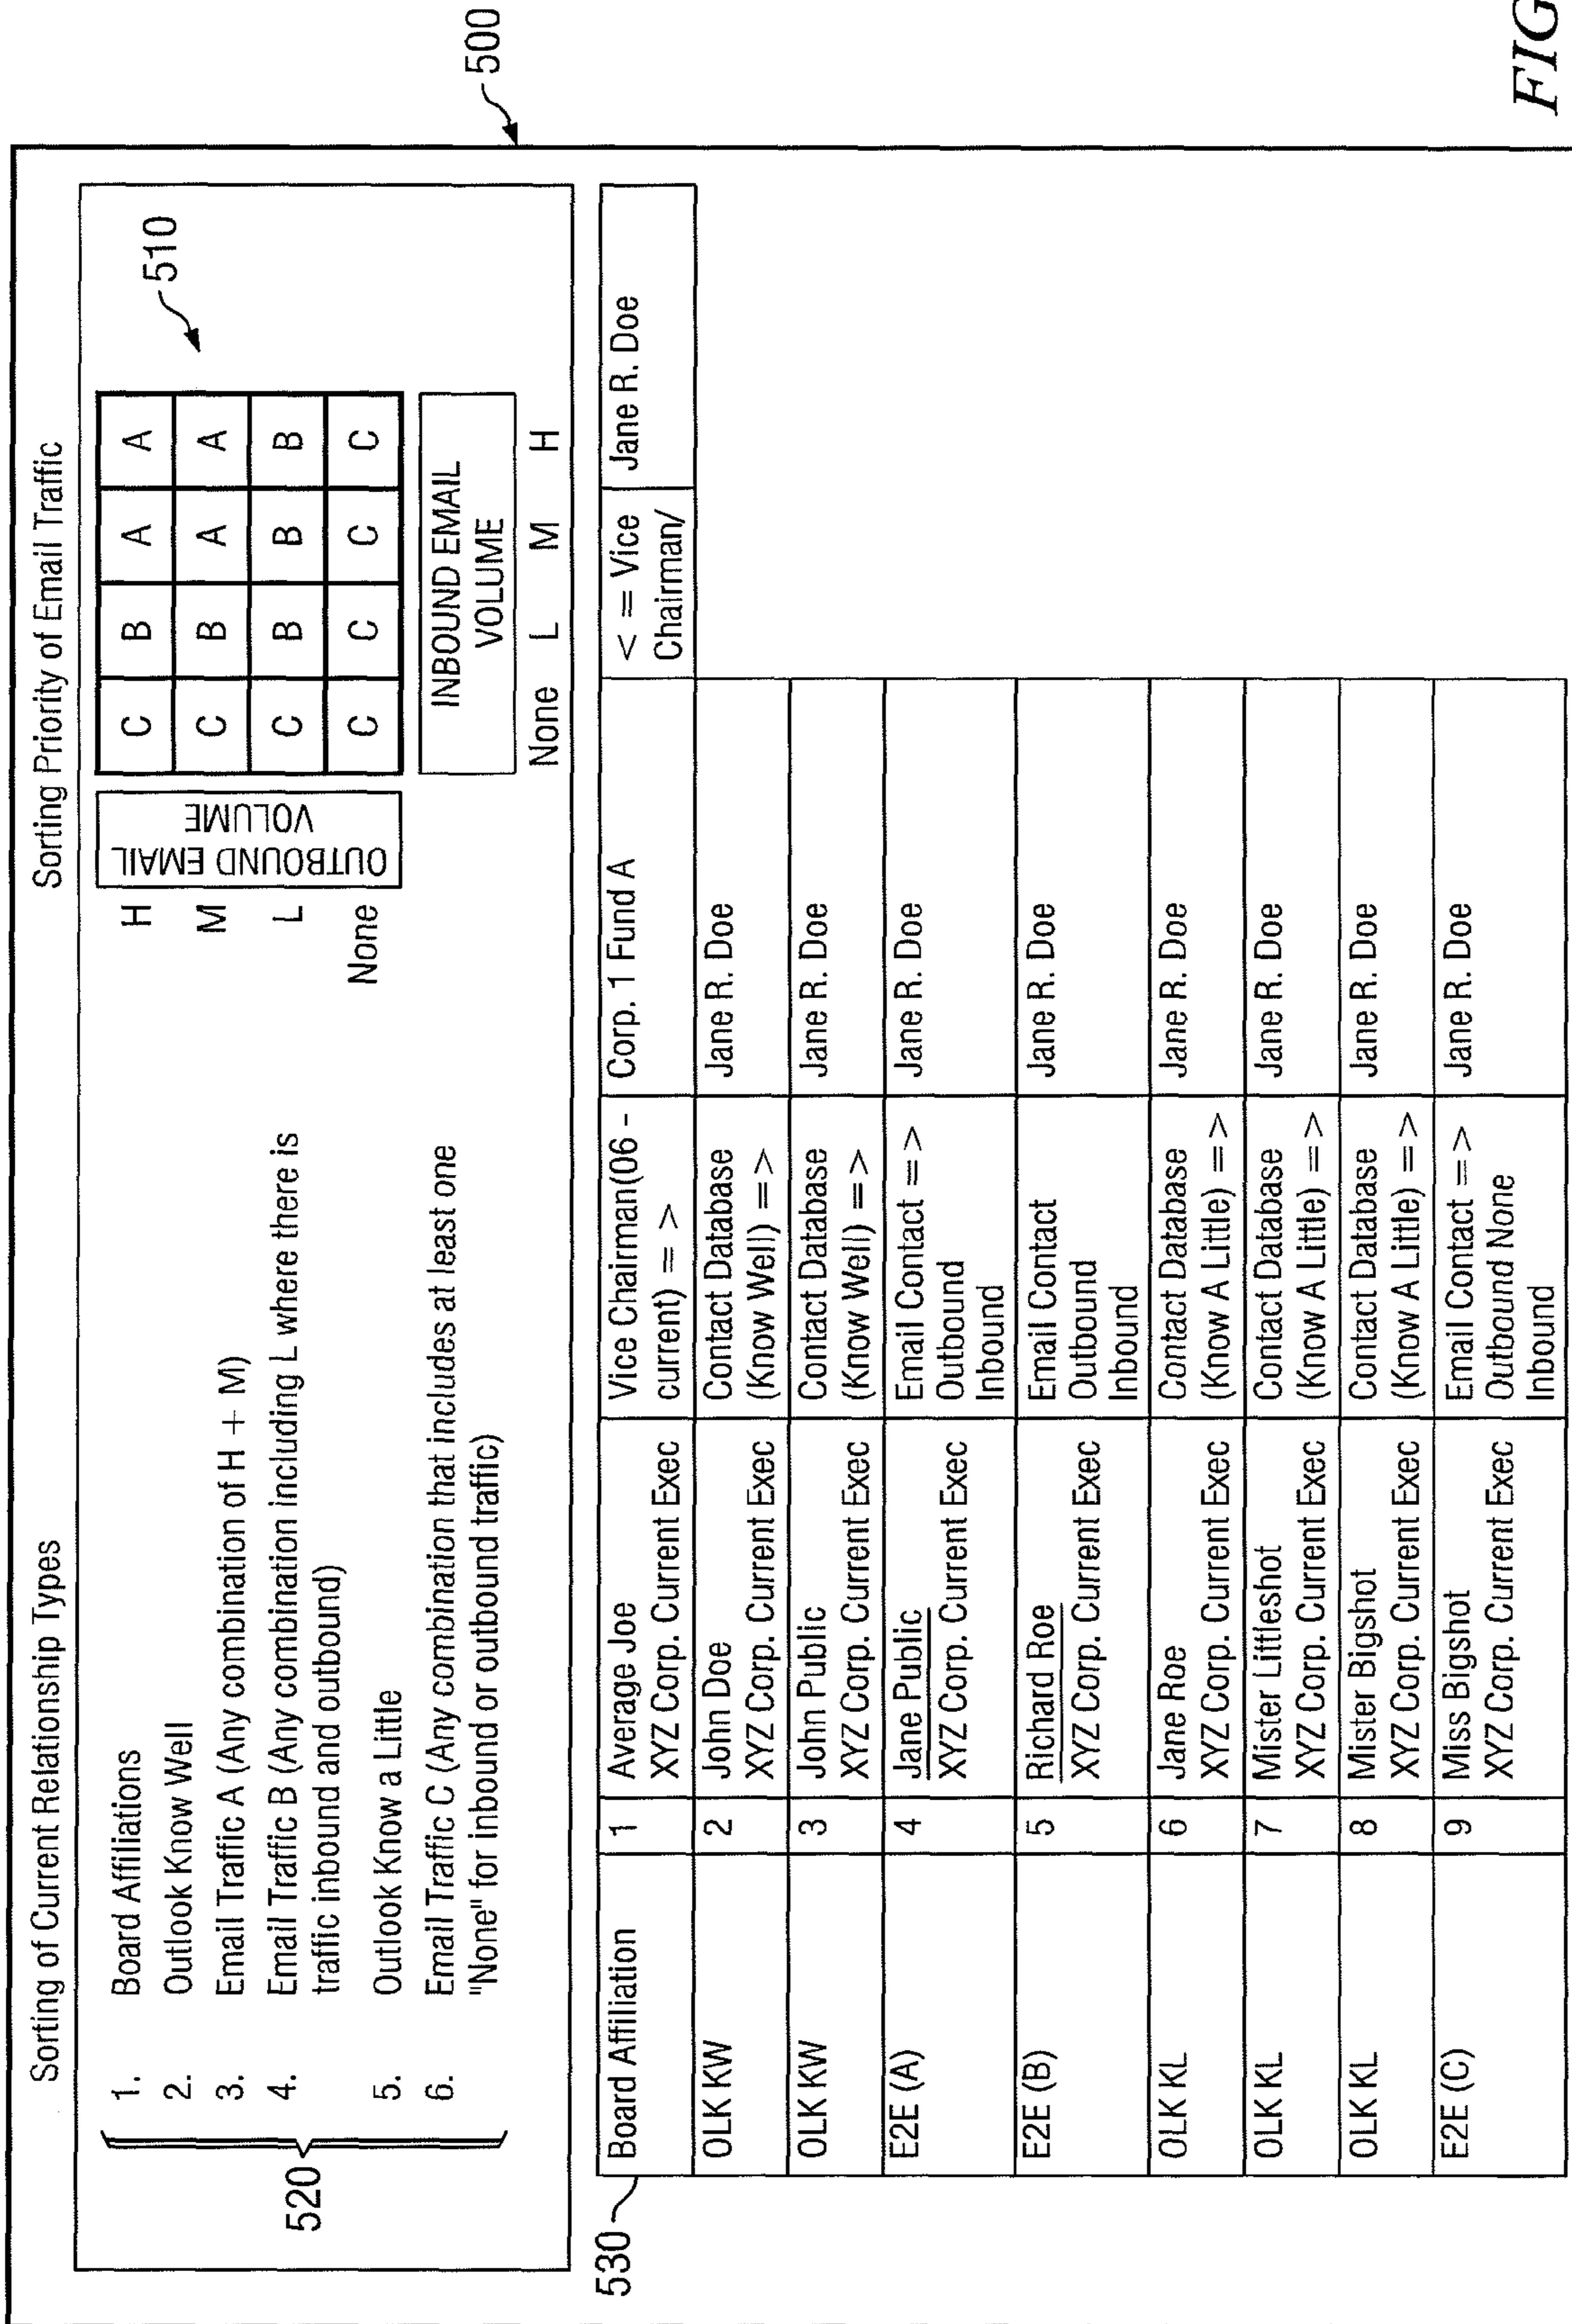 Sorting of Current Relationship Types
Sorting Priority of Email Traffic
500
520
1. Board Affiliations
2. Outlook Know Well
3. Email Traffic A (Any combination of H + M)
4. Email Traffic B (Any combination including L where there is
traffic inbound and outbound)
5. Outlook Know a Little
6. Email Traffic C (Any combination that includes at least one
"None" for inbound or outbound traffic)
510
OUTBOUND EMAIL
VOLUME
H C B A A
M C B A A
L C B B B
None C C C C
INBOUND EMAIL
VOLUME
None L M H
530
Board Affiliation 1 Average Joe Vice Chairman(06 - Corp. 1 Fund A < = Vice Jane R. Doe
XYZ Corp. Current Exec current) = > Chairman/
OLK KW 2 John Doe Contact Database Jane R. Doe
XYZ Corp. Current Exec (Know Well) = >
OLK KW 3 John Public Contact Database Jane R. Doe
XYZ Corp. Current Exec (Know Well) = >
E2E (A) 4 Jane Public Email Contact = > Jane R. Doe
XYZ Corp. Current Exec Outbound
Inbound
E2E (B) 5 Richard Roe Email Contact Jane R. Doe
XYZ Corp. Current Exec Outbound
Inbound
OLK KL 6 Jane Roe Contact Database Jane R. Doe
XYZ Corp. Current Exec (Know A Little) = >
OLK KL 7 Mister Littleshot Contact Database Jane R. Doe
XYZ Corp. Current Exec (Know A Little) = >
OLK KL 8 Mister Bigshot Contact Database Jane R. Doe
XYZ Corp. Current Exec (Know A Little) = >
E2E (C) 9 Miss Bigshot Email Contact = > Jane R. Doe
XYZ Corp. Current Exec Outbound None
Inbound
FIG